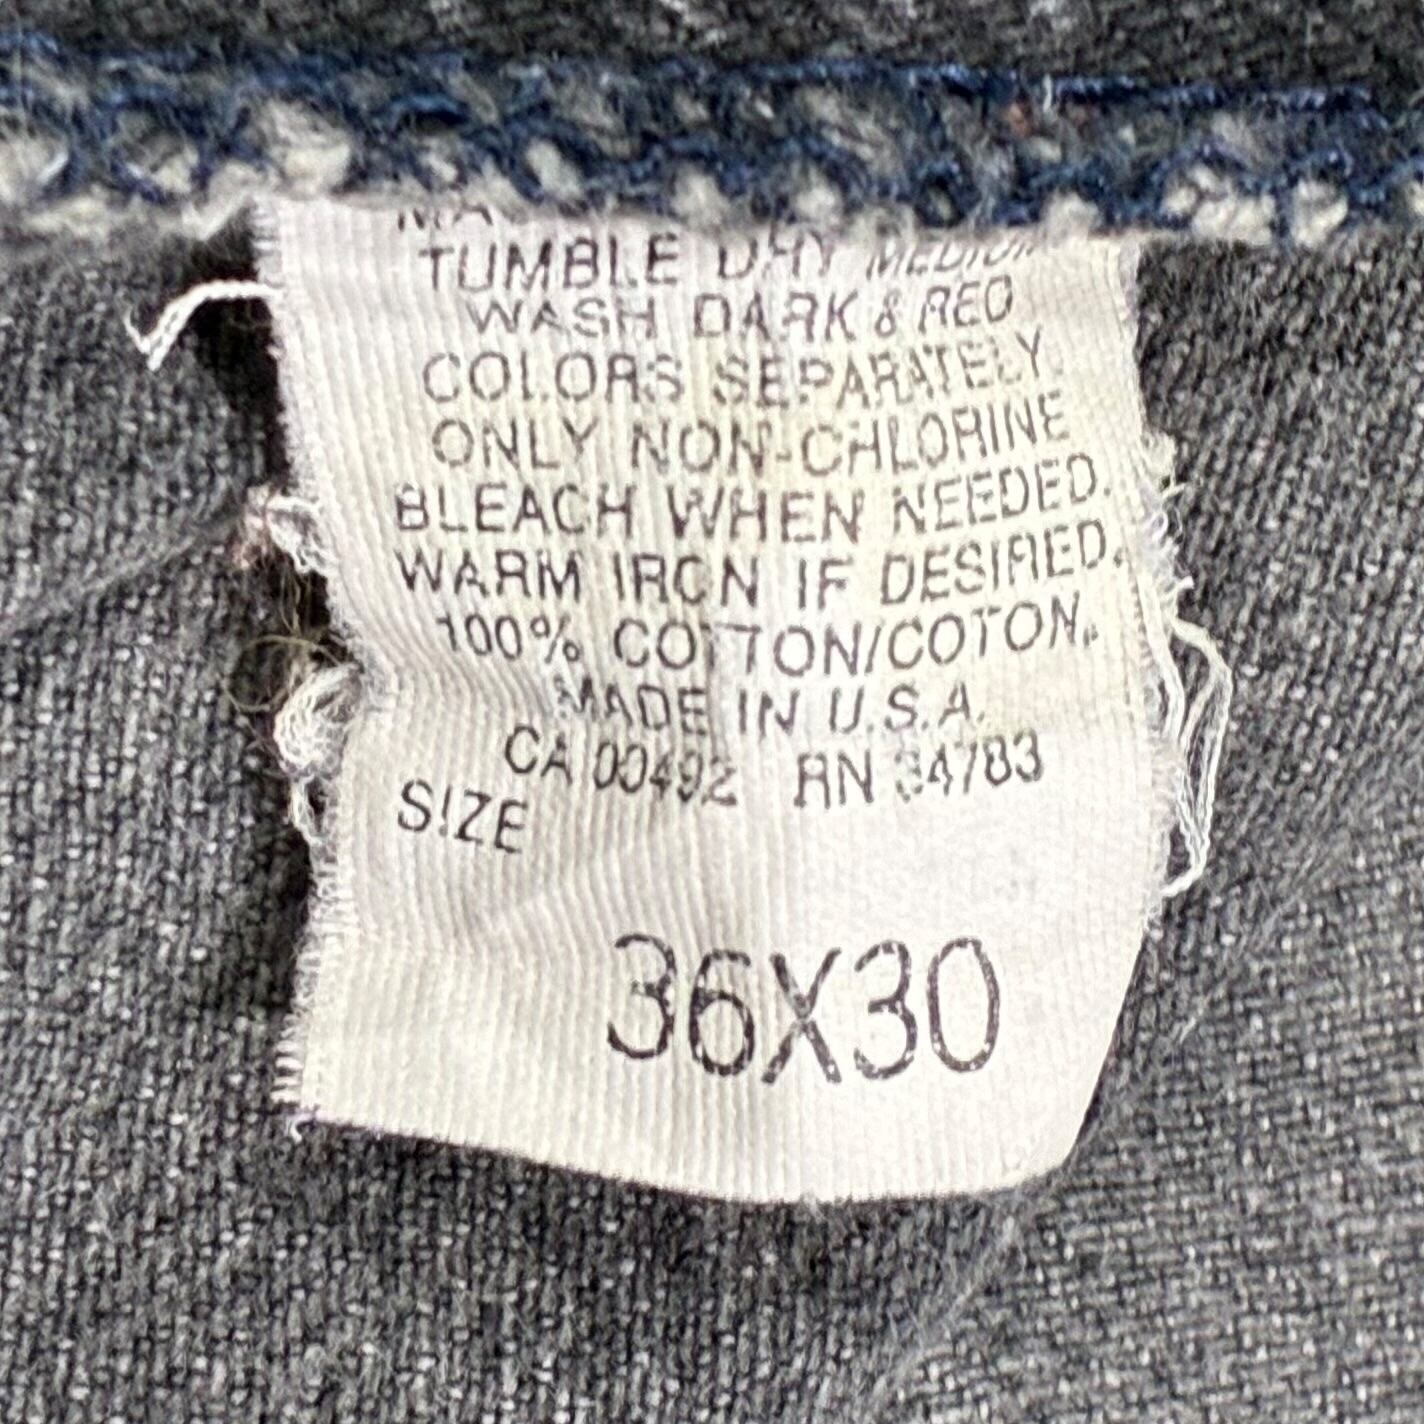 TUMBLE DRY MEDIUM
WASH DARK & RED
COLORS SEPARATELY.
ONLY NON-CHLORINE
BLEACH WHEN NEEDED.
WARM IRON IF DESIRED.
100% COTTON/COTON.
MADE IN U.S.A.
CA 00492 RN 34783
SIZE
36X30